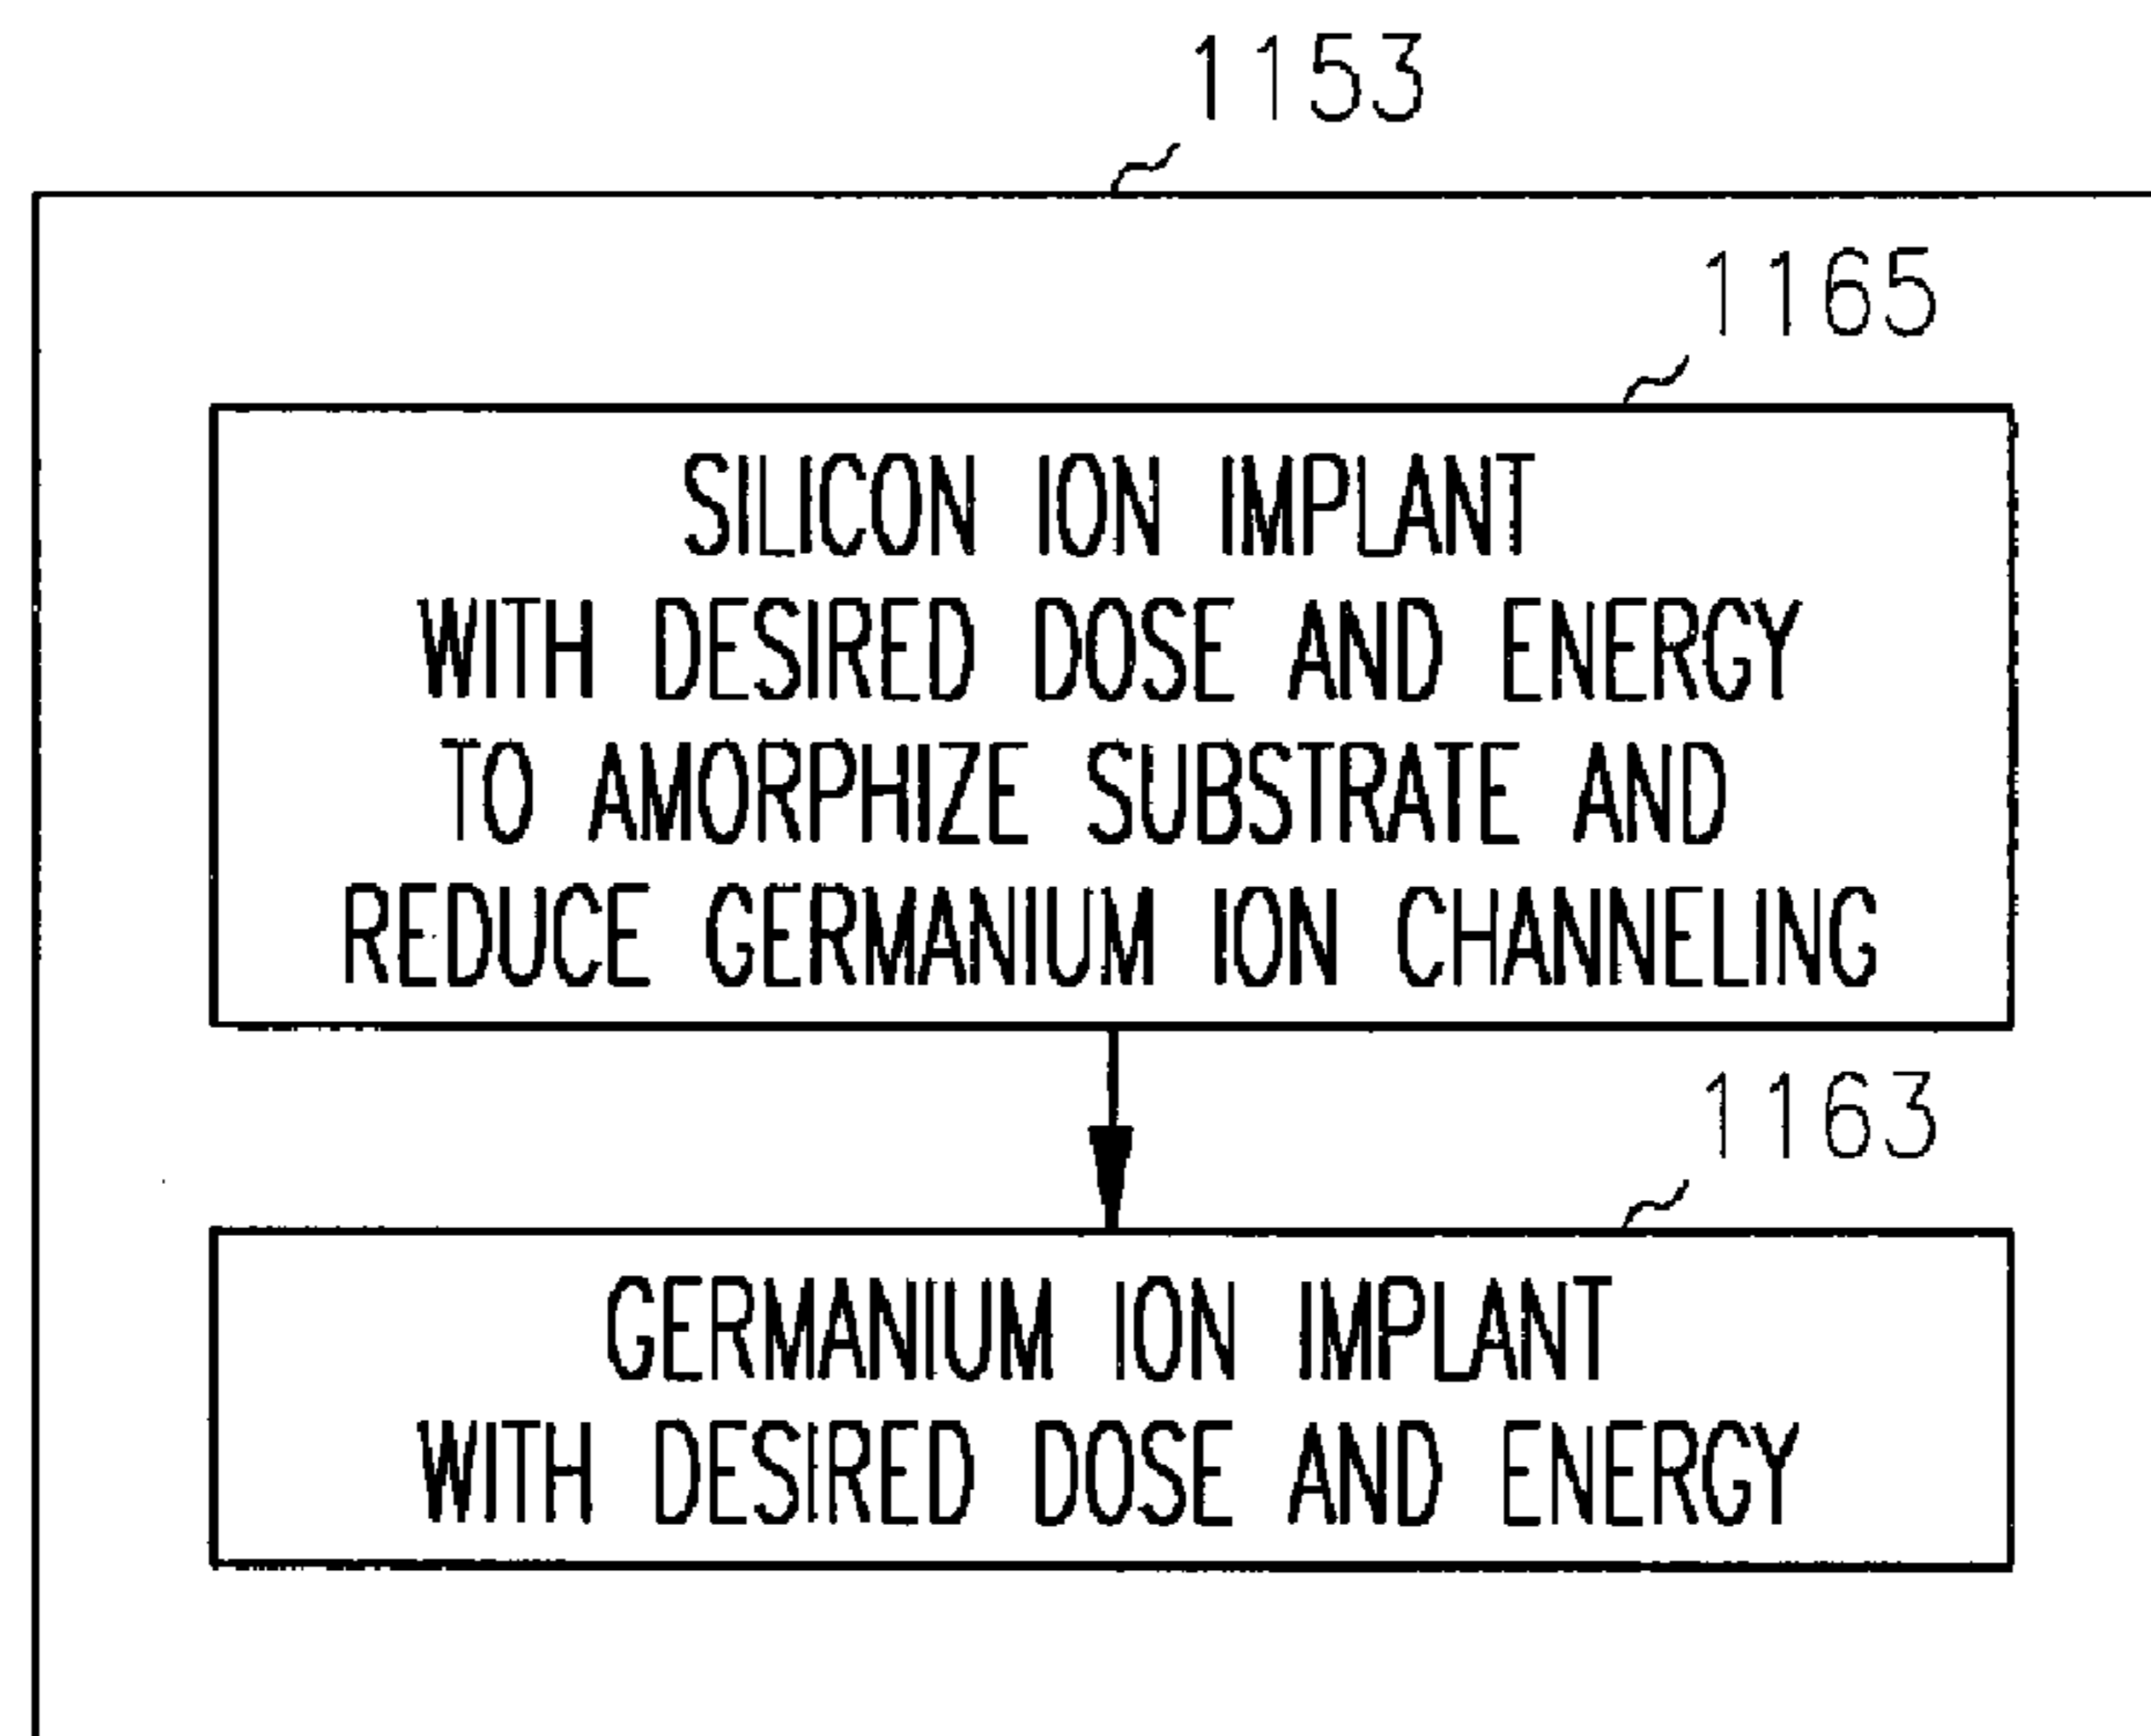 1153
1165
SILICON ION IMPLANT
WITH DESIRED DOSE AND ENERGY
TO AMORPHIZE SUBSTRATE AND
REDUCE GERMANIUM ION CHANNELING
1163
GERMANIUM ION IMPLANT
WITH DESIRED DOSE AND ENERGY